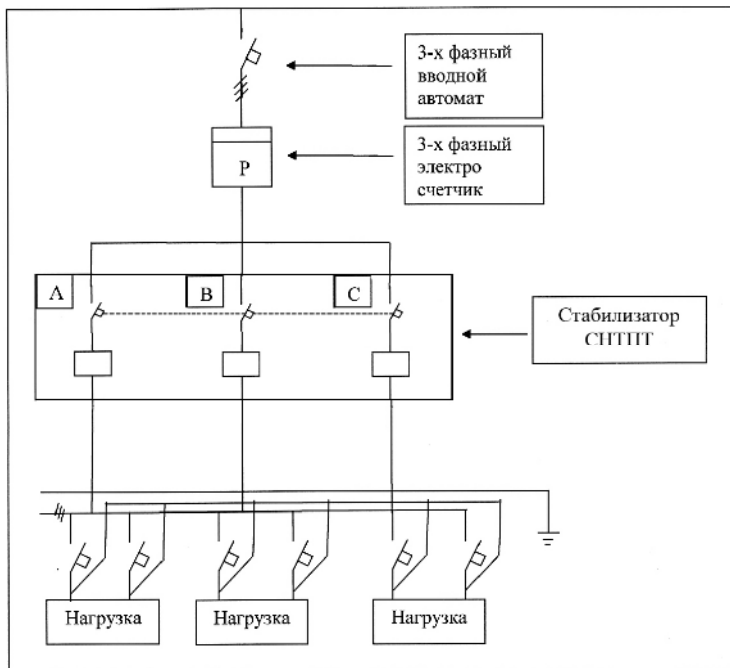 3-х фазный
вводной
автомат
3-х фазный
электро
счетчик
P
A
B
C
Стабилизатор
СНТПТ
Нагрузка
Нагрузка
Нагрузка